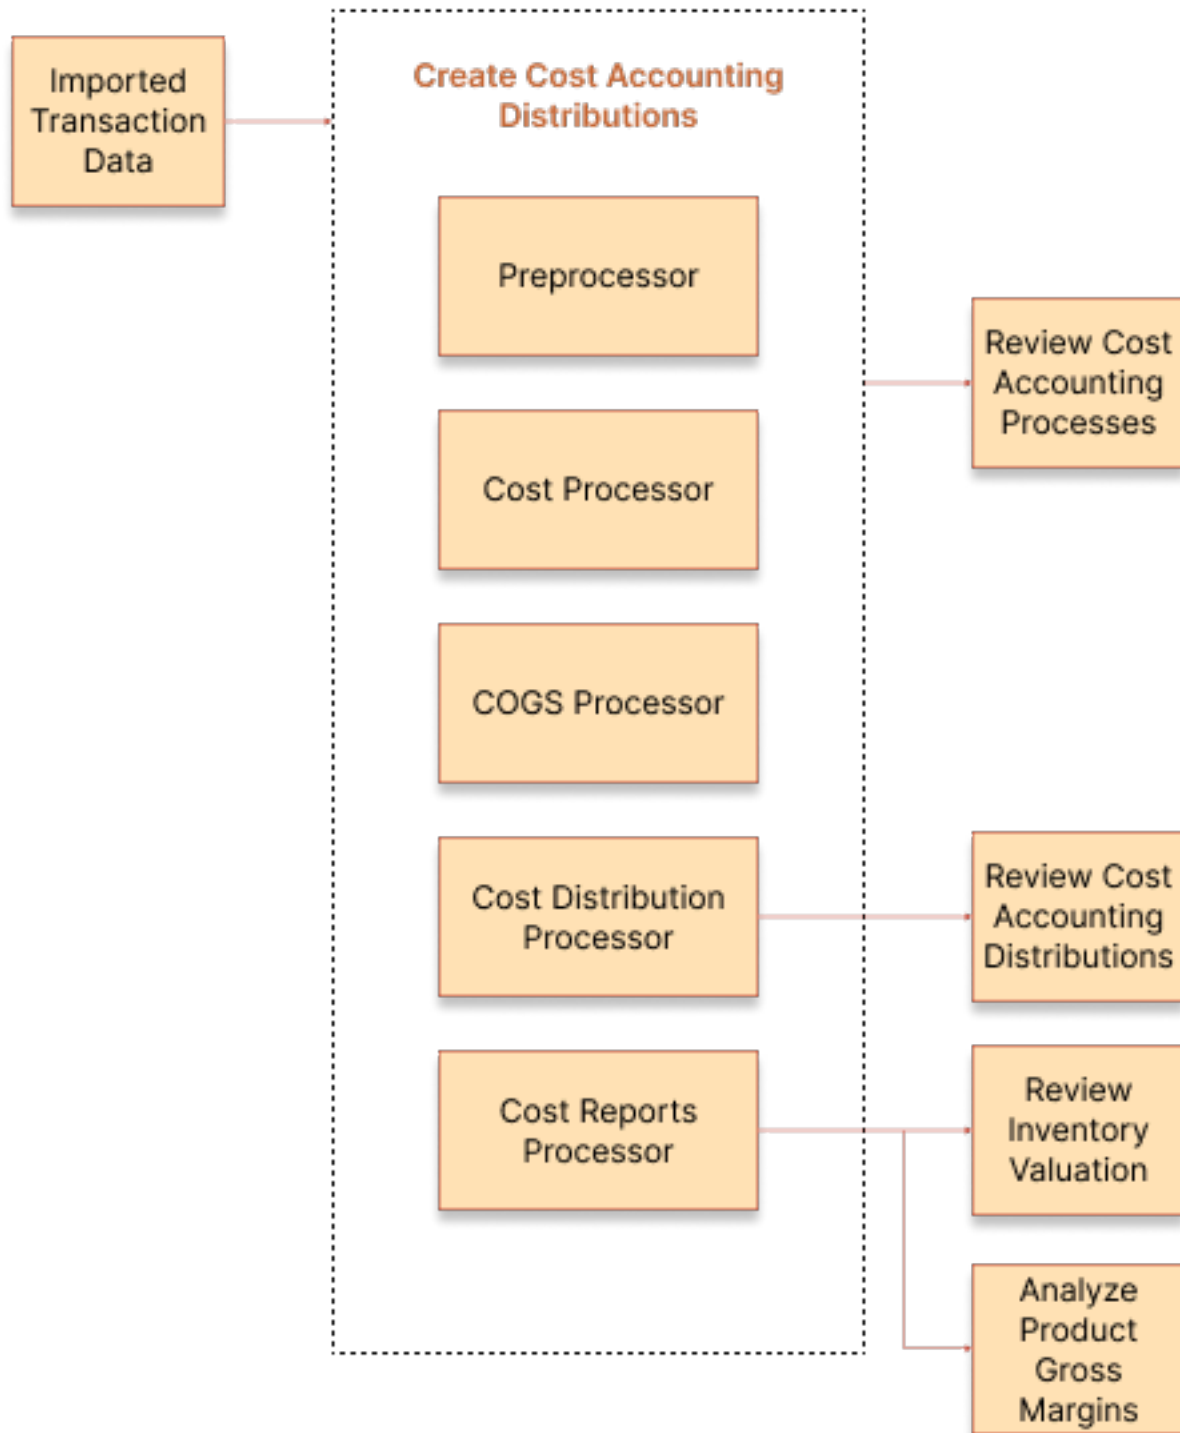 Imported
Transaction
Data
Create Cost Accounting
Distributions
Preprocessor
Cost Processor
COGS Processor
Cost Distribution
Processor
Cost Reports
Processor
Review Cost
Accounting
Processes
Review Cost
Accounting
Distributions
Review
Inventory
Valuation
Analyze
Product
Gross
Margins